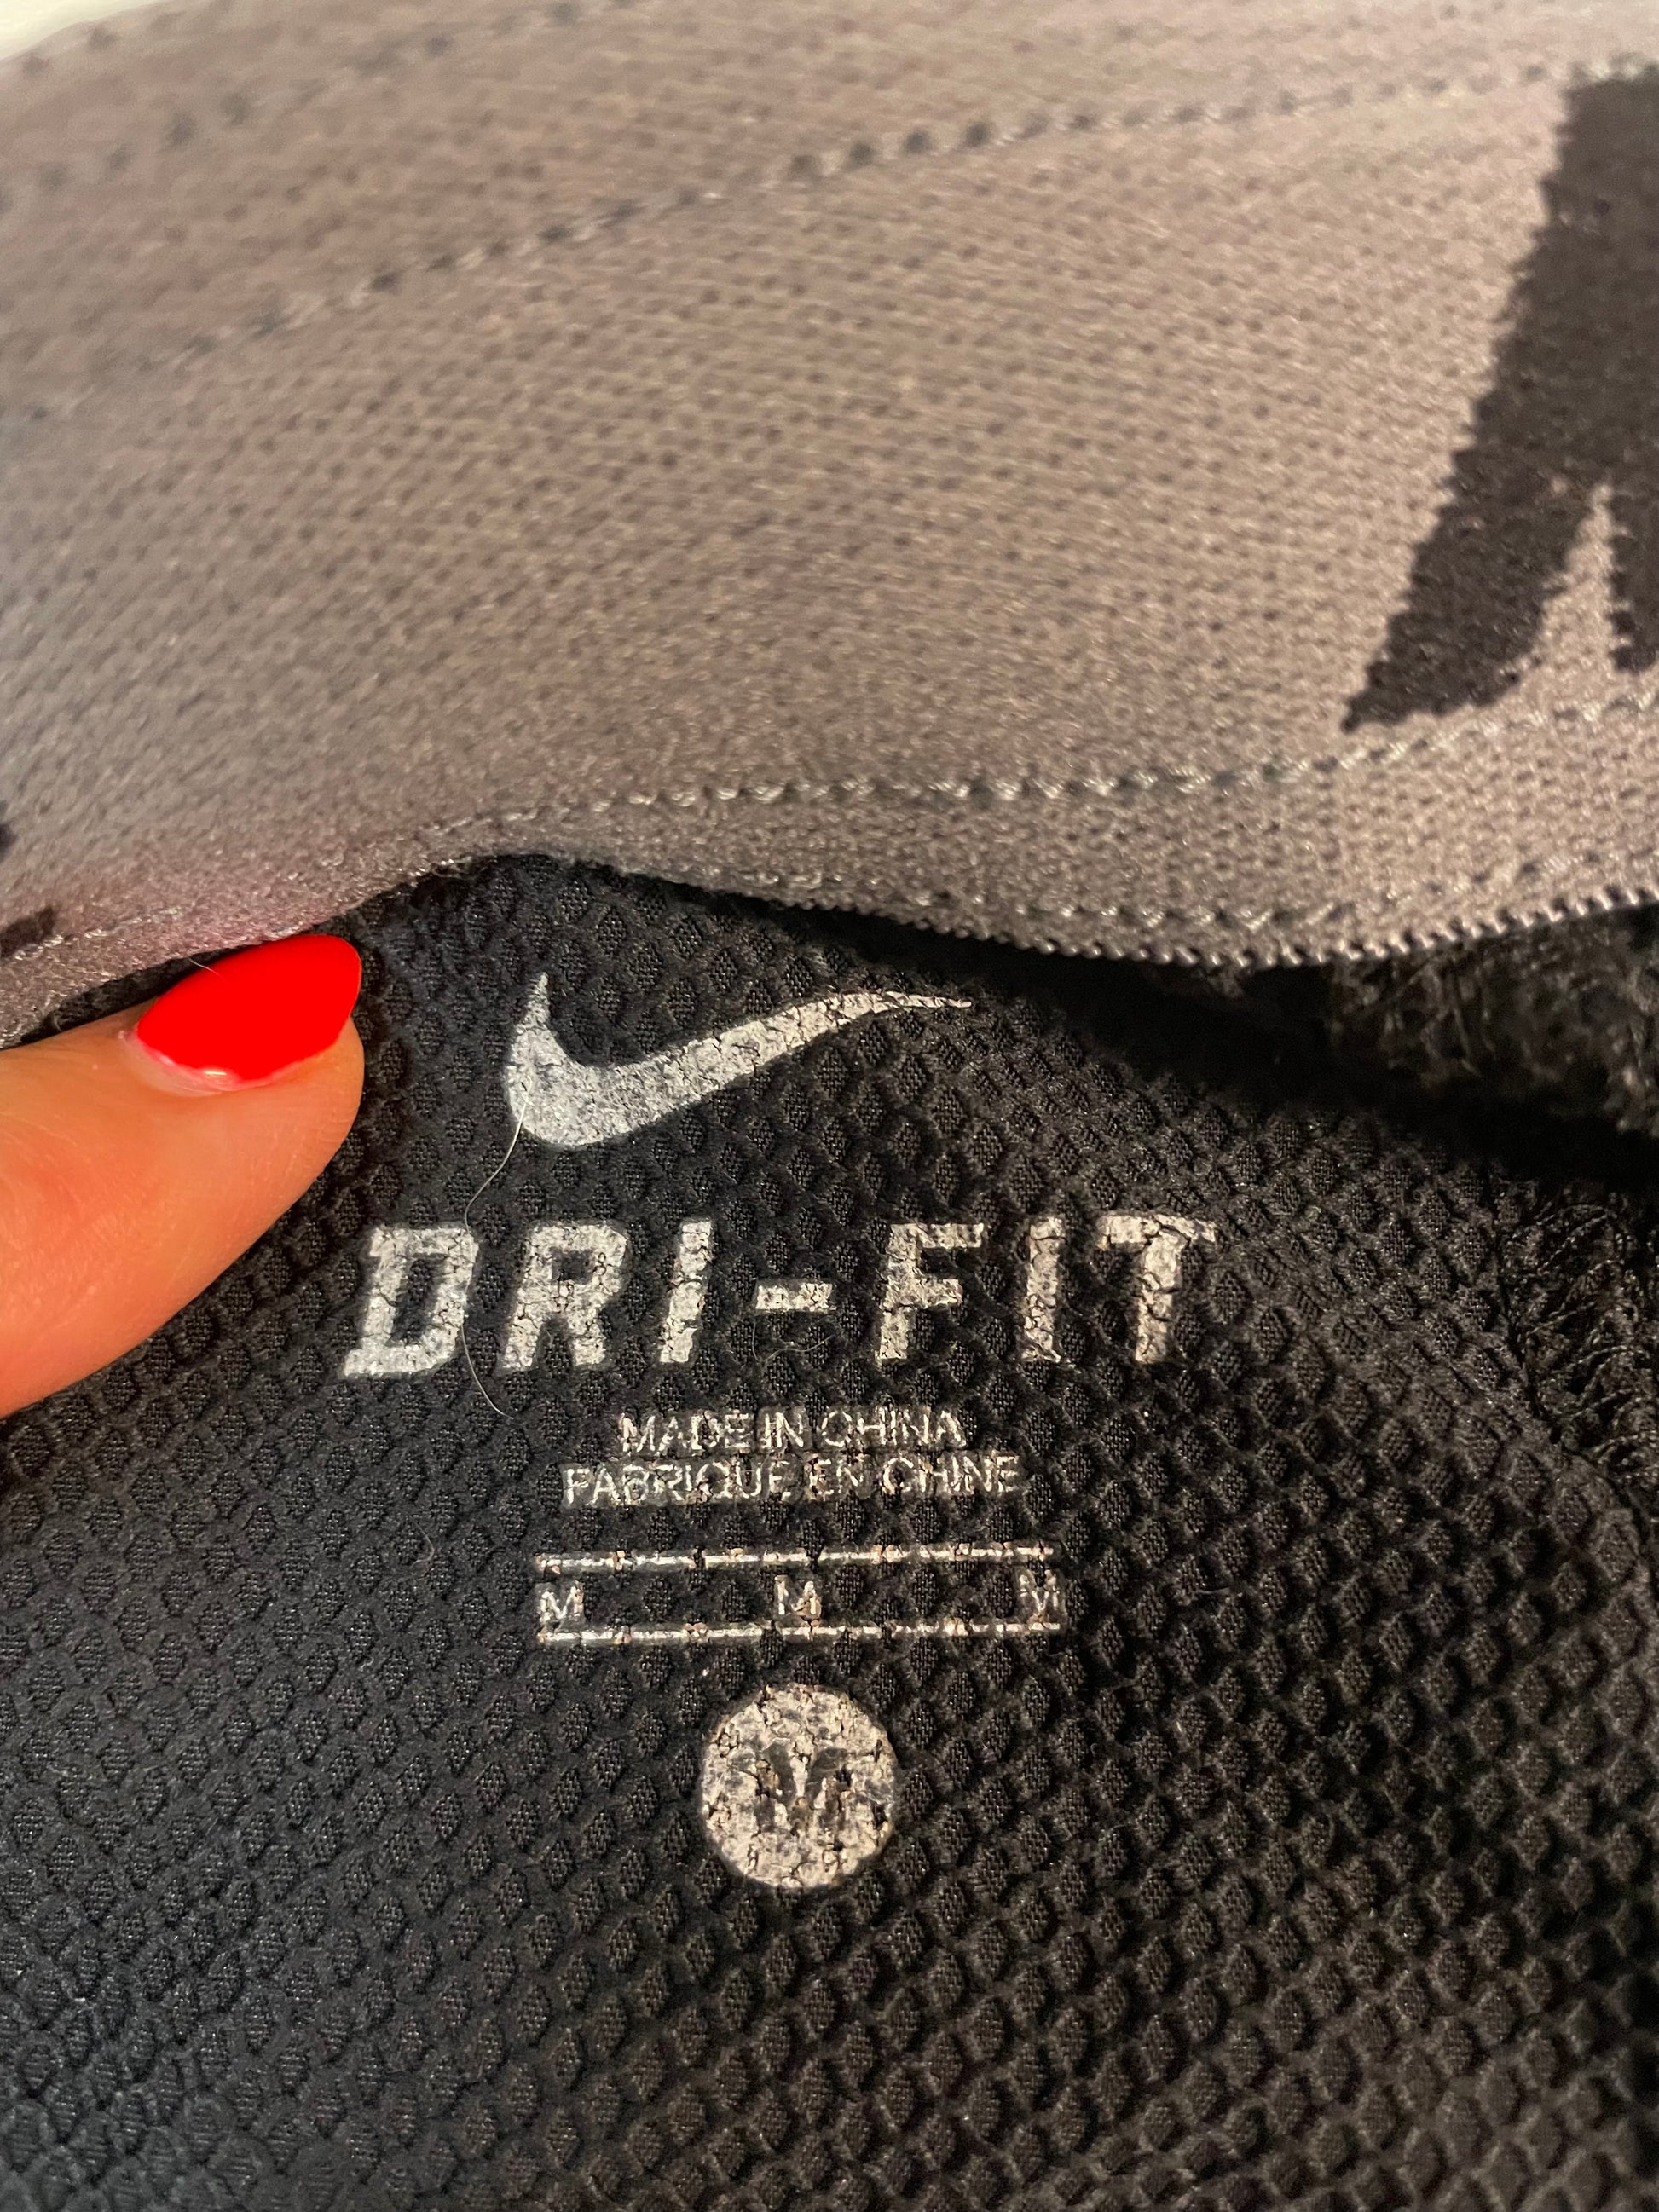 DRI-FIT
MADE IN CHINA
FABRIQUE EN CHINE
M M M